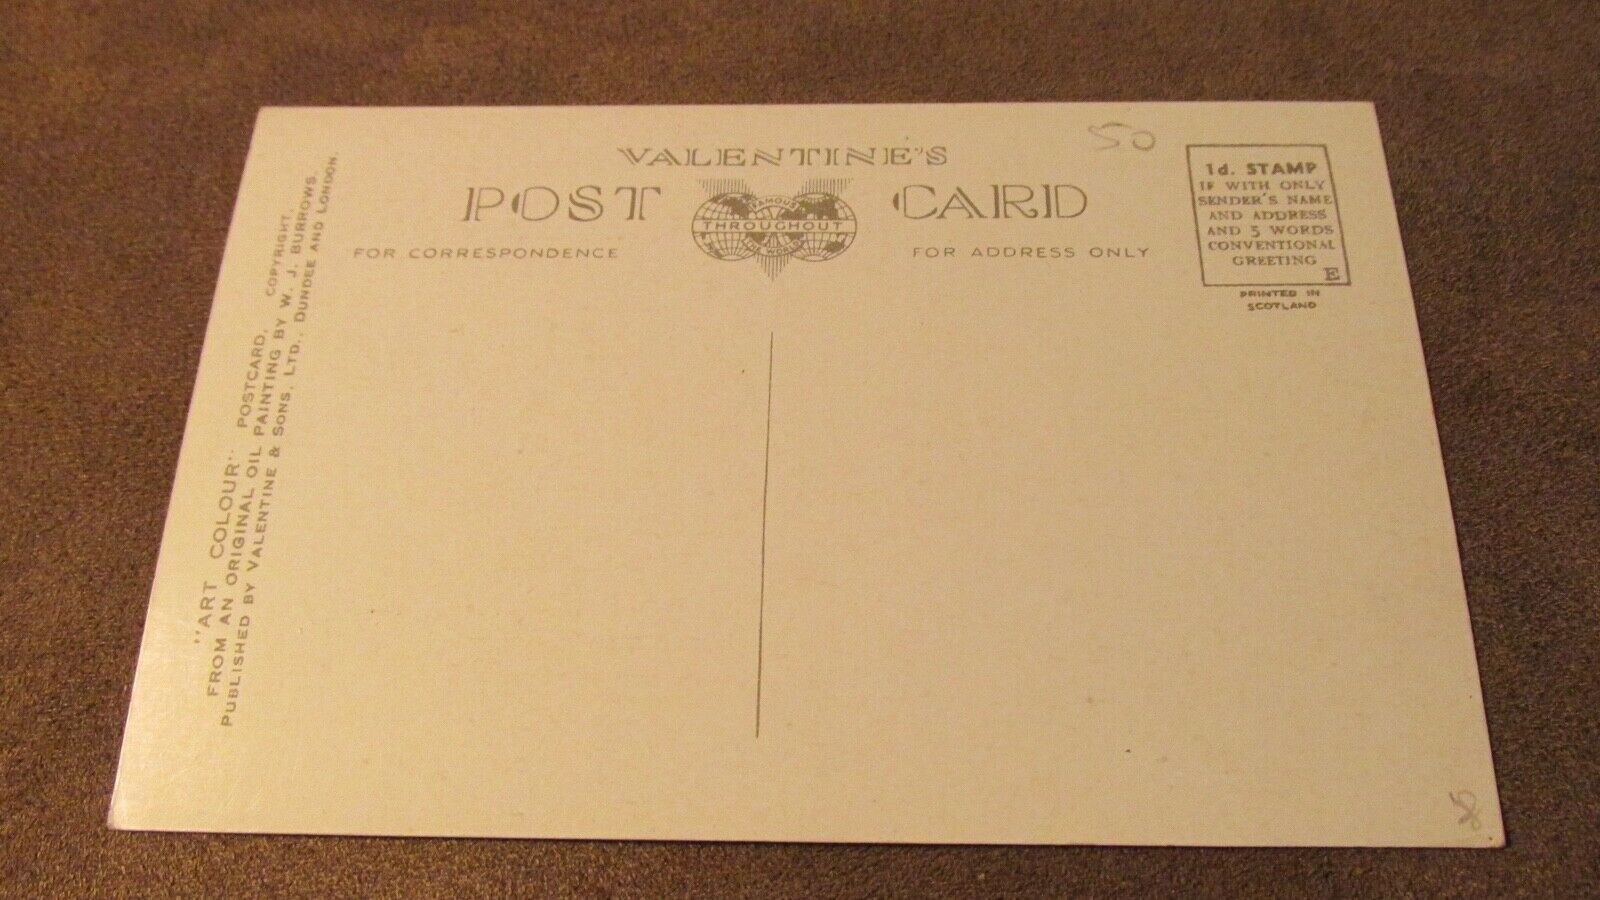 VALENTINE'S
POST CARD
FAMOUS
THROUGHOUT
THE WORLD
FOR CORRESPONDENCE
FOR ADDRESS ONLY
50
1d. STAMP
IF WITH ONLY
SENDER'S NAME
AND ADDRESS
AND 5 WORDS
CONVENTIONAL
GREETING
E
PRINTED IN
SCOTLAND
"ART COLOUR" POSTCARD, COPYRIGHT,
FROM AN ORIGINAL OIL PAINTING BY W. J. BURROWS.
PUBLISHED BY VALENTINE & SONS, LTD., DUNDEE AND LONDON.